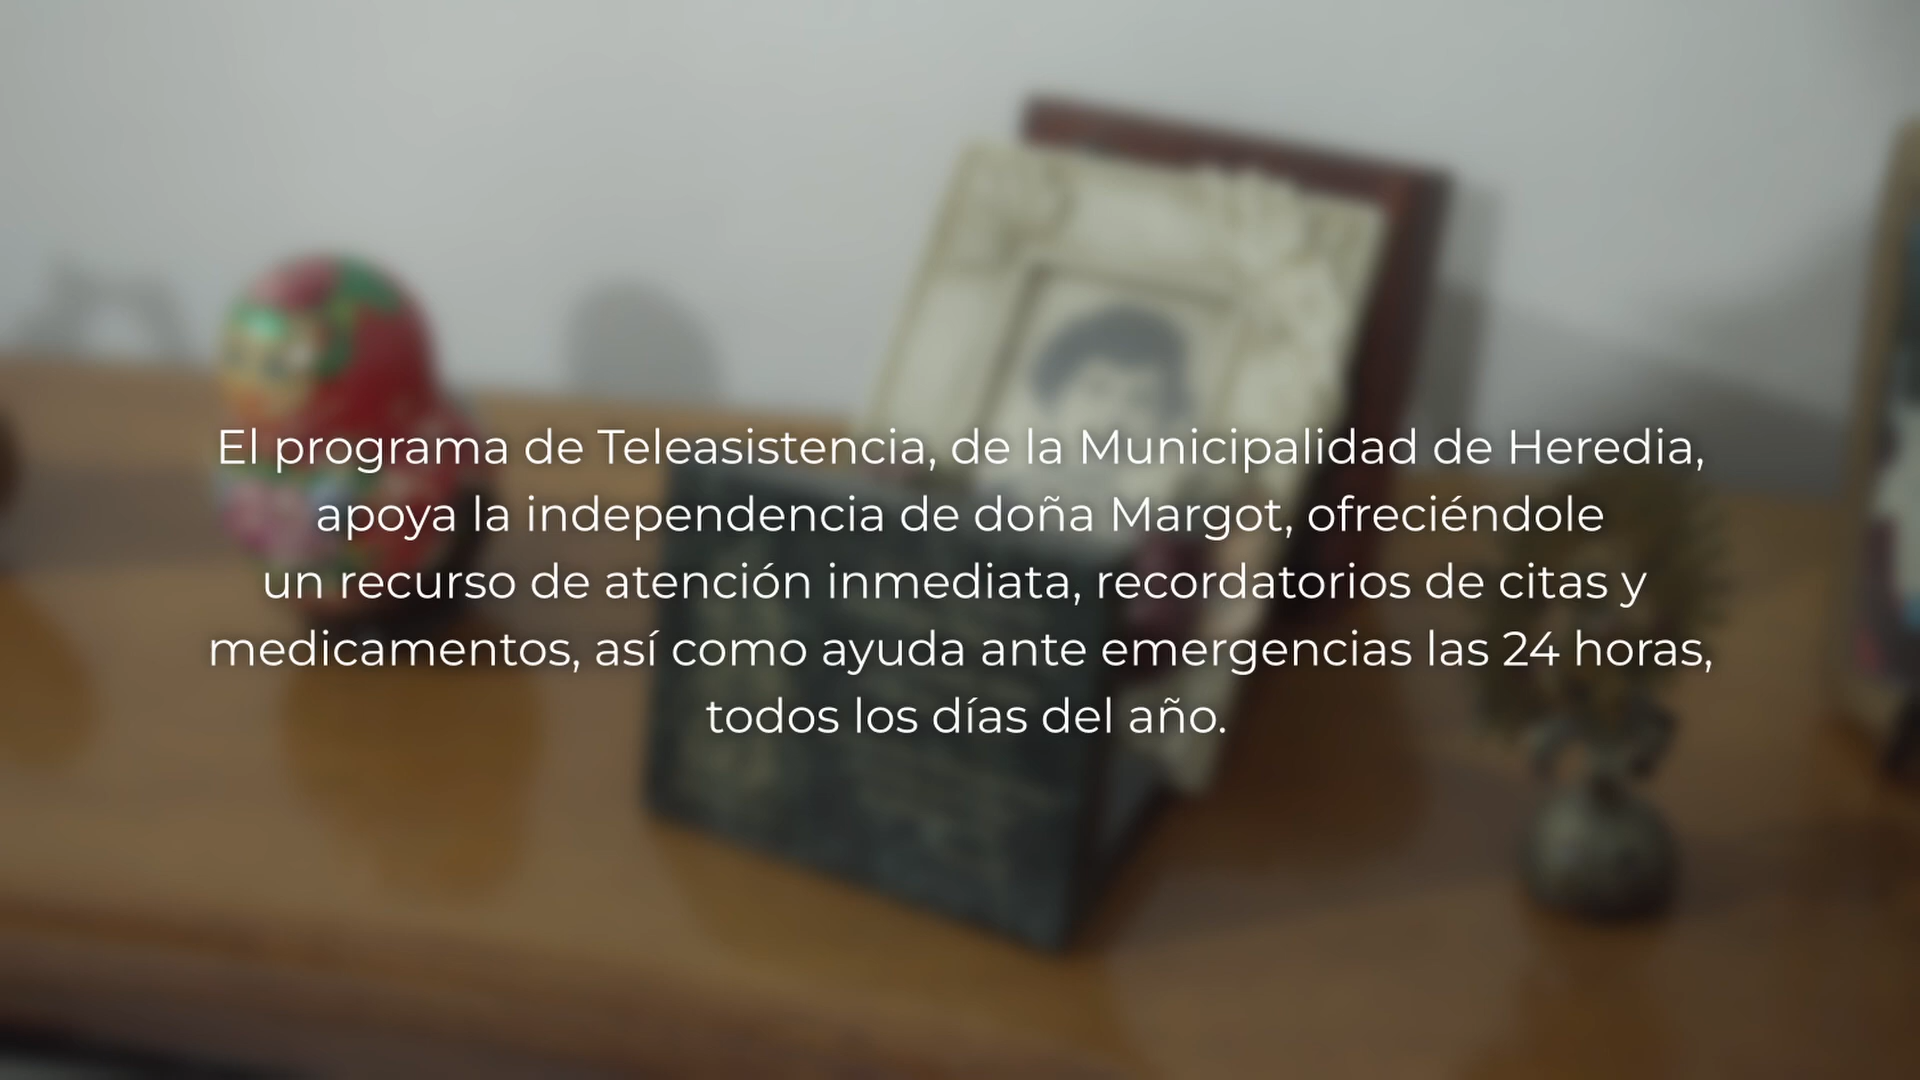 El programa de Teleasistencia, de la Municipalidad de Heredia,
apoya la independencia de doña Margot, ofreciéndole
un recurso de atención inmediata, recordatorios de citas y
medicamentos, así como ayuda ante emergencias las 24 horas,
todos los días del año.